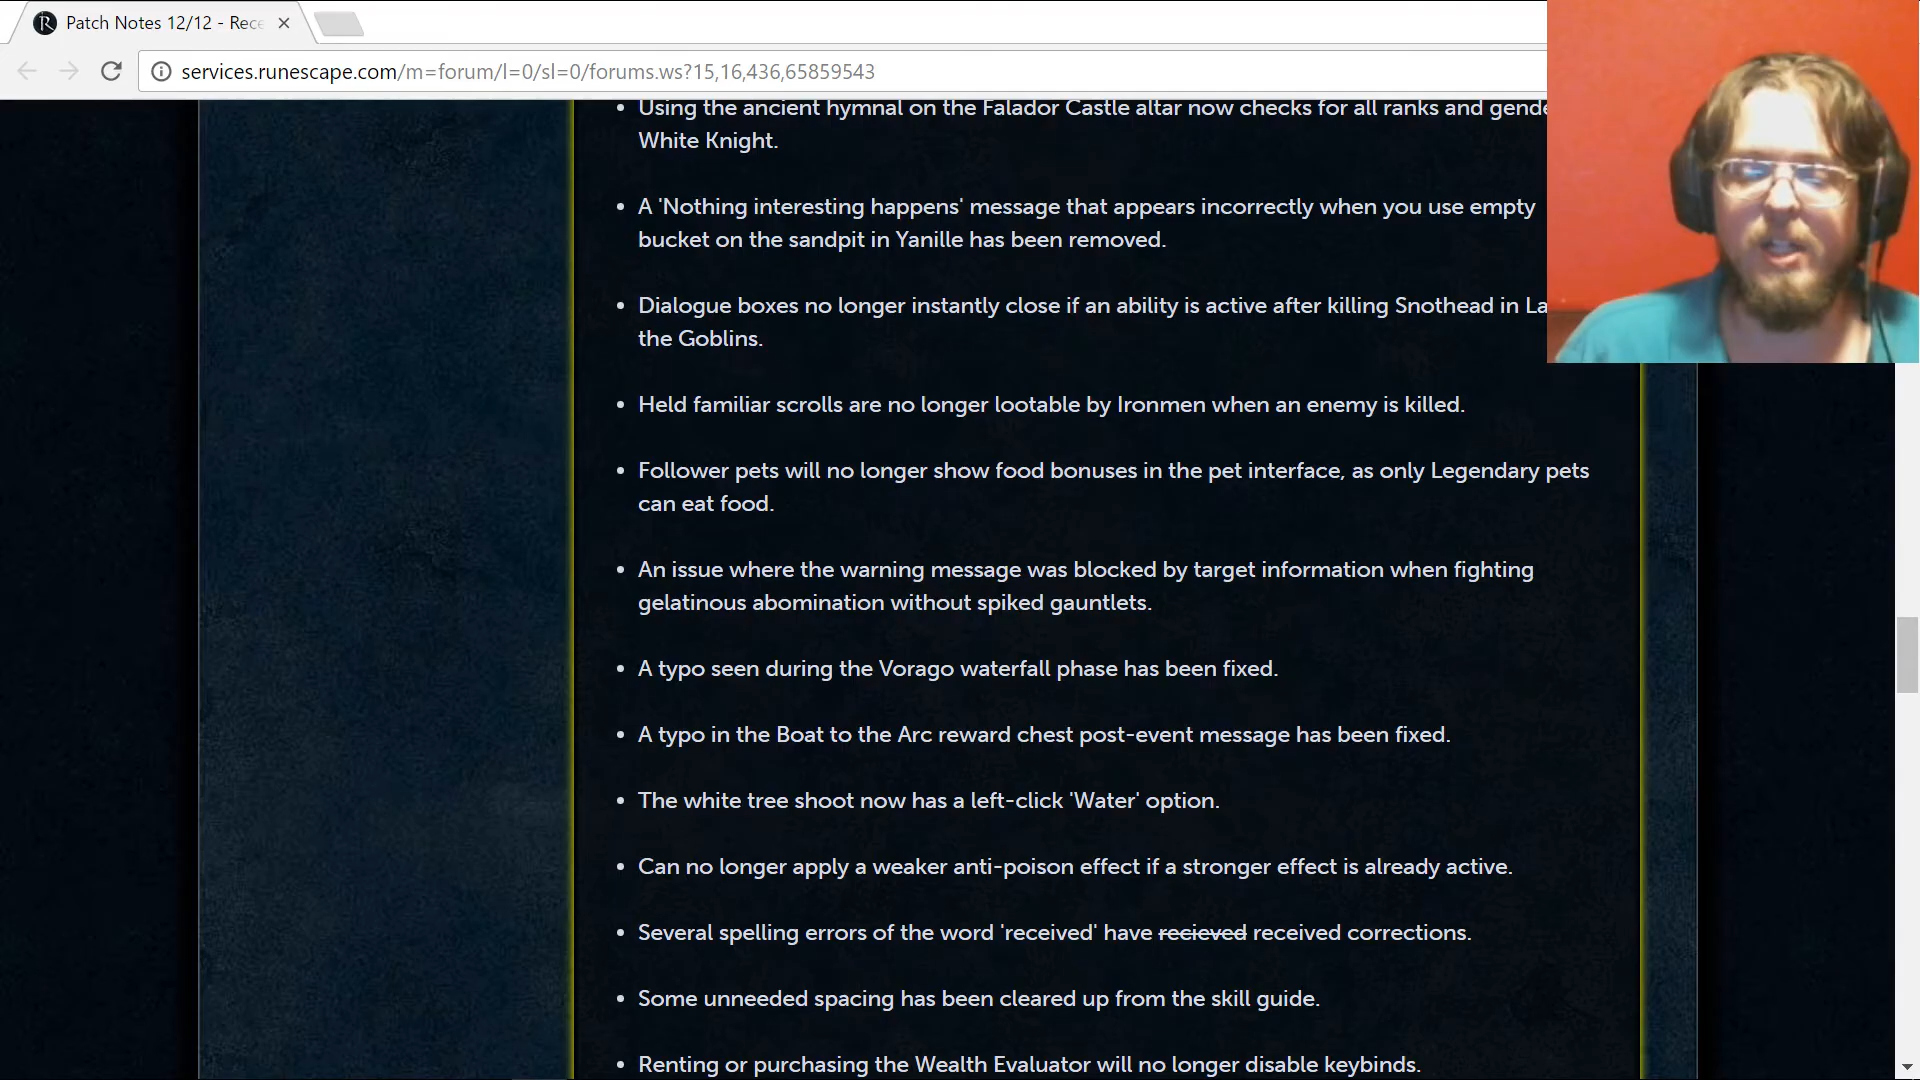 Patch Notes 12/12 - Rece
services.runescape.com/m=forum/l=0/sl=0/forums.ws?15,16,436,65859543
• Using the ancient hymnal on the Falador Castle altar now checks for all ranks and gende
White Knight.
• A 'Nothing interesting happens' message that appears incorrectly when you use empty
bucket on the sandpit in Yanille has been removed.
• Dialogue boxes no longer instantly close if an ability is active after killing Snothead in La
the Goblins.
• Held familiar scrolls are no longer lootable by Ironmen when an enemy is killed.
• Follower pets will no longer show food bonuses in the pet interface, as only Legendary pets
can eat food.
• An issue where the warning message was blocked by target information when fighting
gelatinous abomination without spiked gauntlets.
• A typo seen during the Vorago waterfall phase has been fixed.
• A typo in the Boat to the Arc reward chest post-event message has been fixed.
• The white tree shoot now has a left-click 'Water' option.
• Can no longer apply a weaker anti-poison effect if a stronger effect is already active.
• Several spelling errors of the word 'received' have recieved received corrections.
• Some unneeded spacing has been cleared up from the skill guide.
• Renting or purchasing the Wealth Evaluator will no longer disable keybinds.